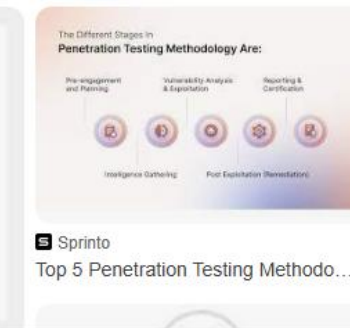 The Different Stages In
Penetration Testing Methodology Are:
Pre-engagement
and Planning
Vulnerability Analysis
& Exploitation
Reporting &
Certification
Intelligence Gathering
Post Exploitation (Remediation)
S Sprinto
Top 5 Penetration Testing Methodo...